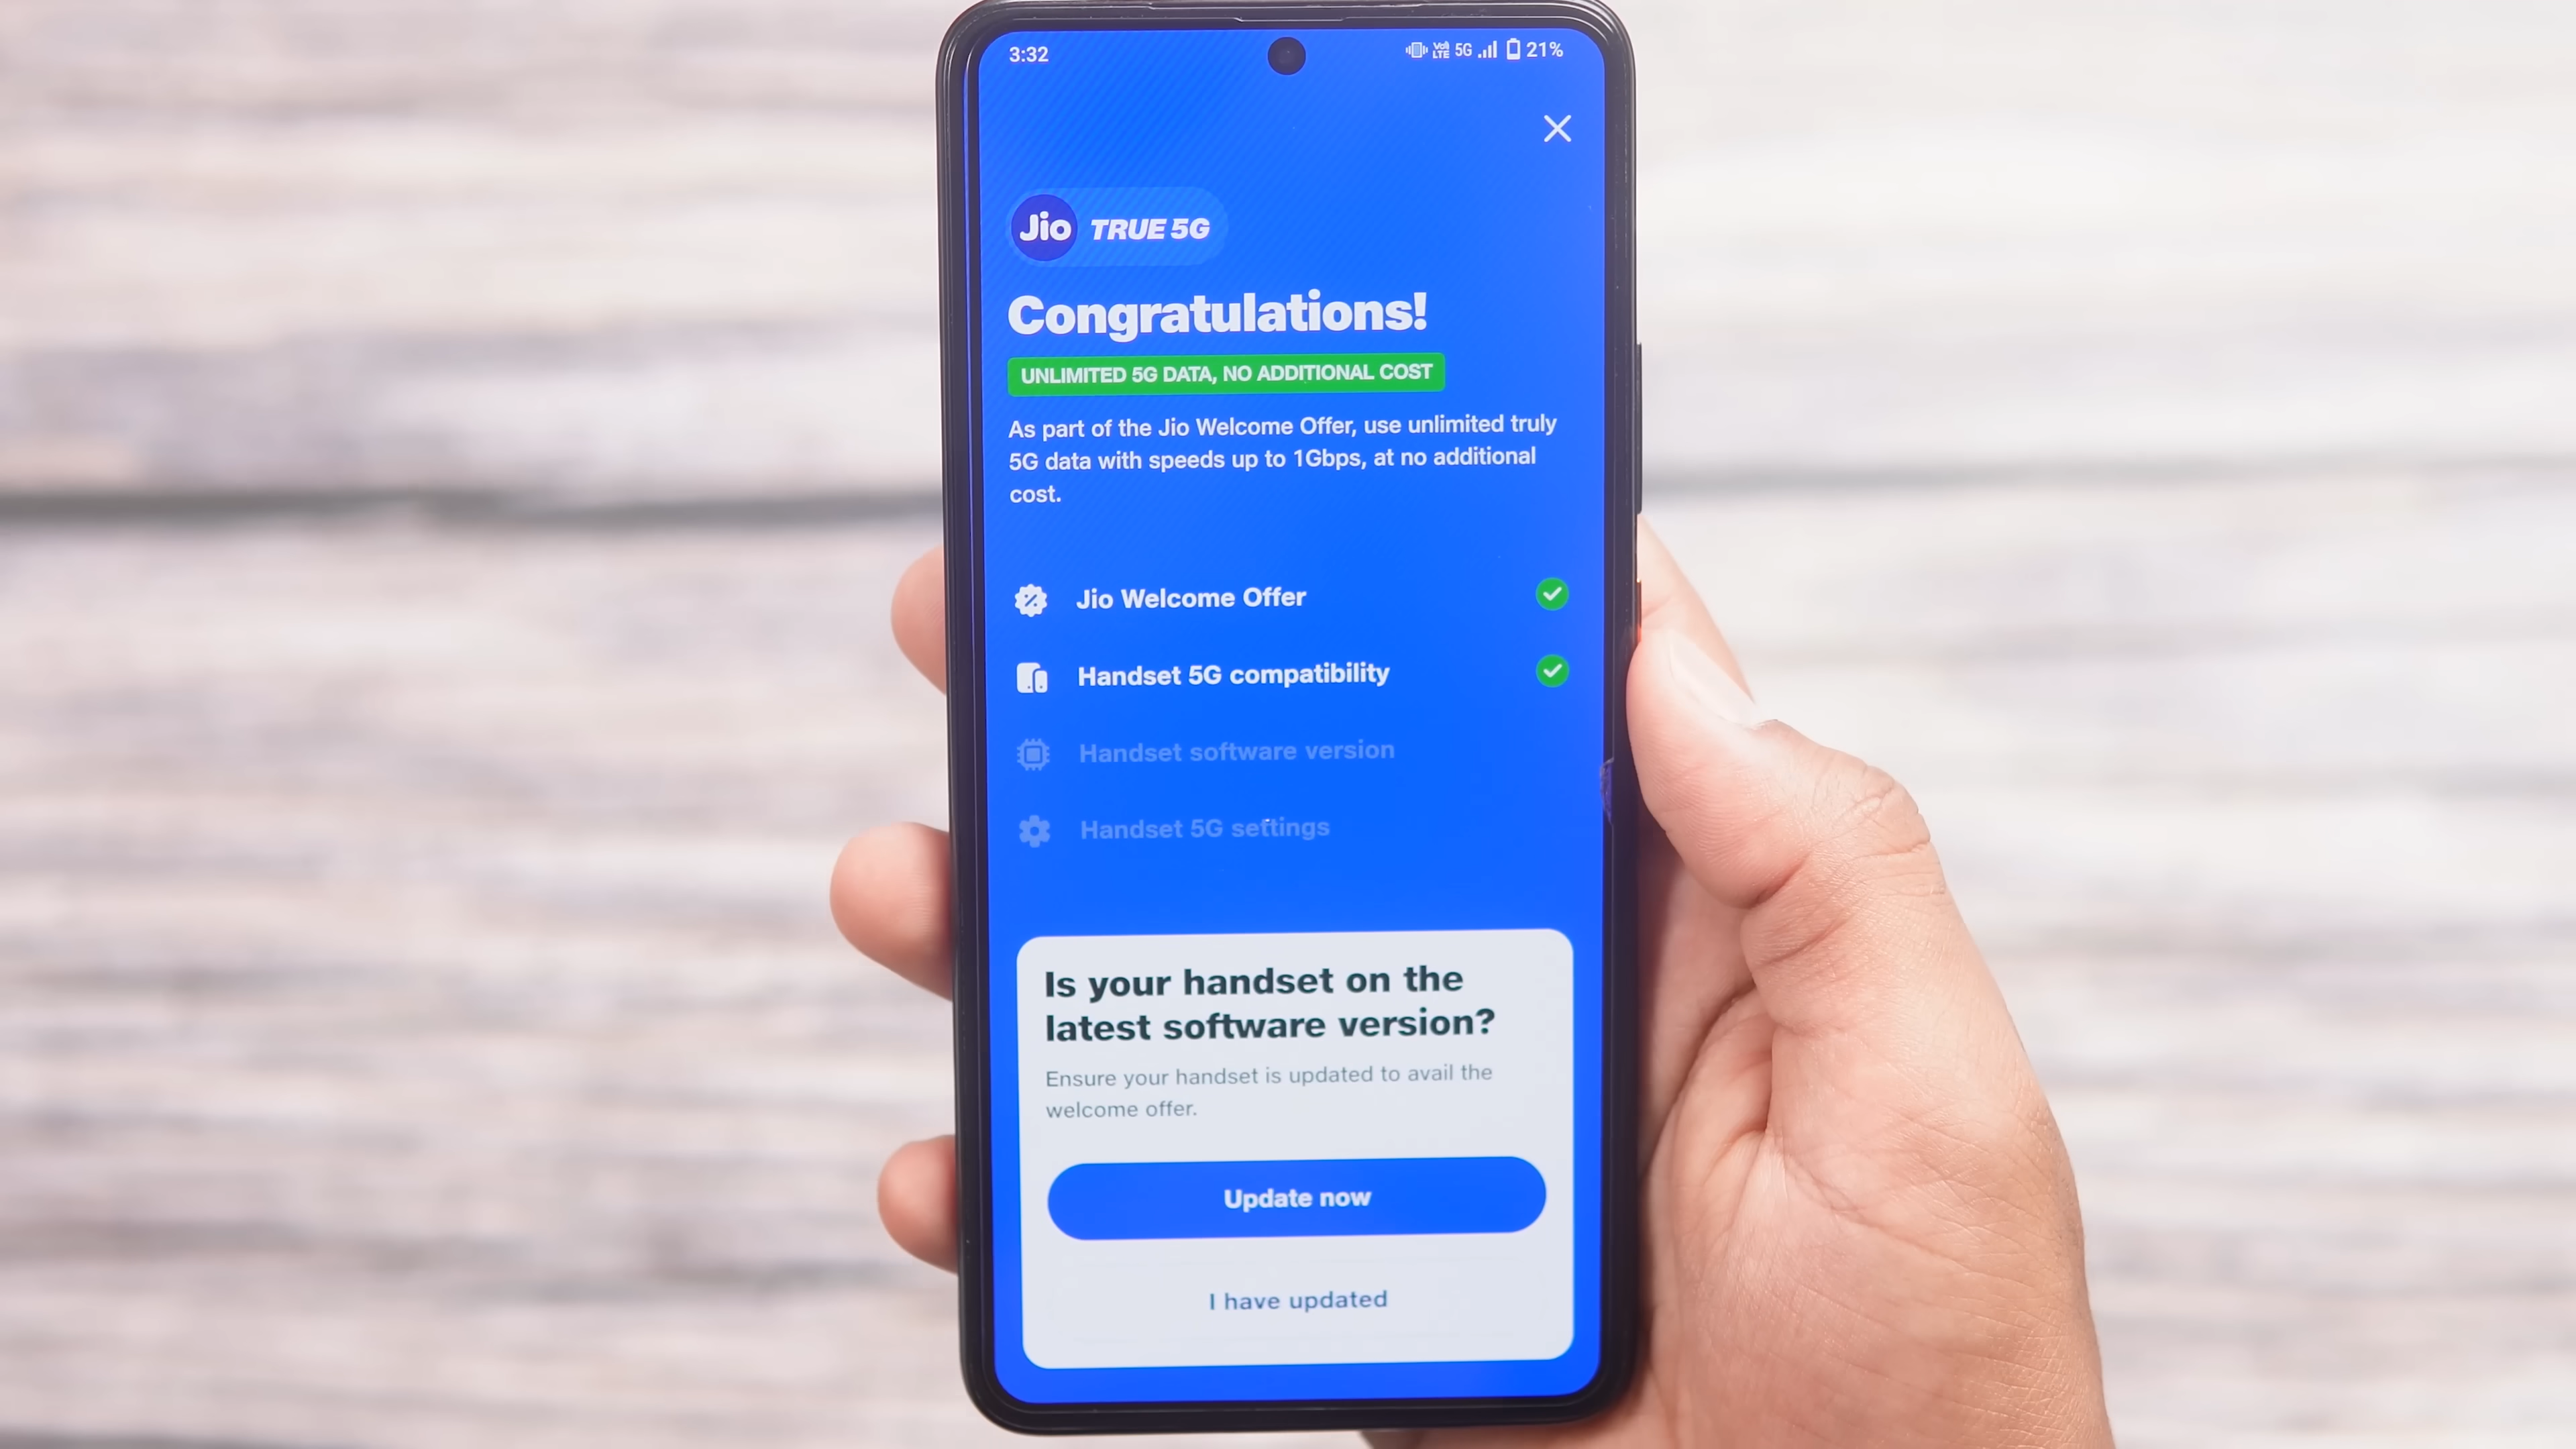 3:32
Vo) LTE 5G 21%
Jio TRUE 5G
Congratulations!
UNLIMITED 5G DATA, NO ADDITIONAL COST
As part of the Jio Welcome Offer, use unlimited truly
5G data with speeds up to 1Gbps, at no additional
cost.
Jio Welcome Offer
Handset 5G compatibility
Handset software version
Handset 5G settings
Is your handset on the
latest software version?
Ensure your handset is updated to avail the
welcome offer.
Update now
I have updated